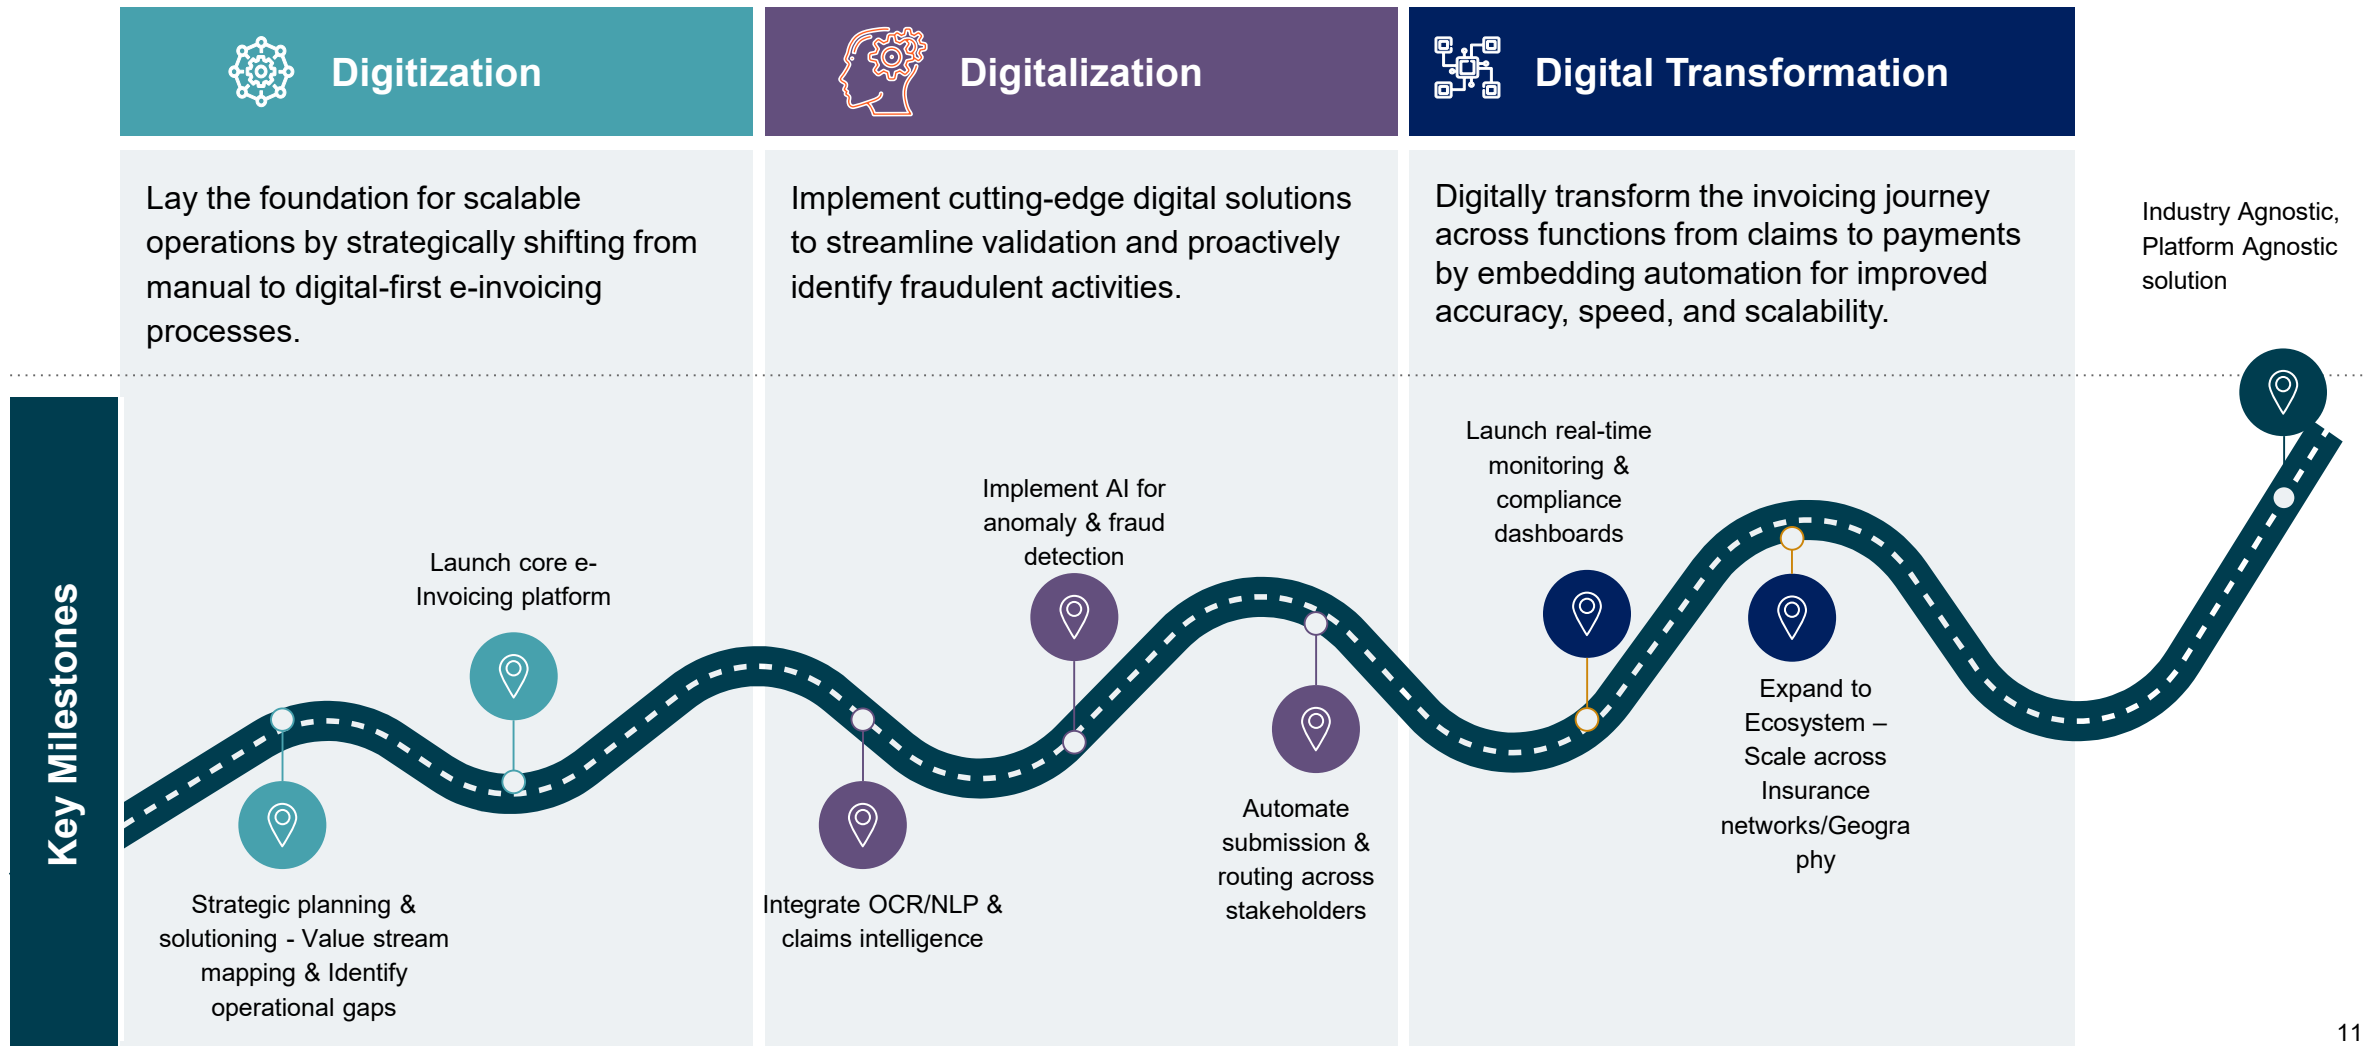 Digitization
Digitalization
Digital Transformation
Lay the foundation for scalable
operations by strategically shifting from
manual to digital-first e-invoicing
processes.
Implement cutting-edge digital solutions
to streamline validation and proactively
identify fraudulent activities.
Digitally transform the invoicing journey
across functions from claims to payments
by embedding automation for improved
accuracy, speed, and scalability.
Industry Agnostic,
Platform Agnostic
solution
Key Milestones
Strategic planning &
solutioning - Value stream
mapping & Identify
operational gaps
Launch core e-
Invoicing platform
Integrate OCR/NLP &
claims intelligence
Implement AI for
anomaly & fraud
detection
Automate
submission &
routing across
stakeholders
Launch real-time
monitoring &
compliance
dashboards
Expand to
Ecosystem –
Scale across
Insurance
networks/Geogra
phy
11